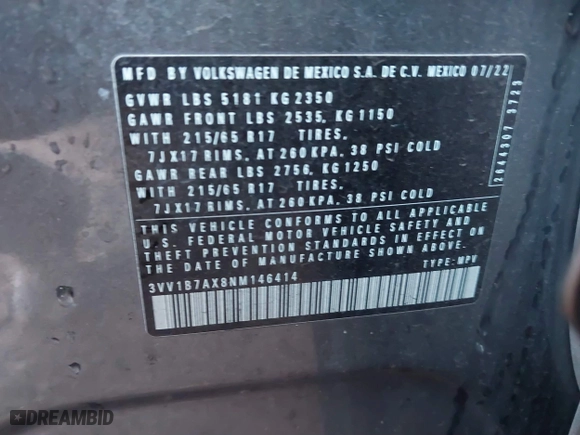 MFD BY VOLKSWAGEN DE MEXICO S.A. DE C.V. MEXICO 07/22
GVWR LBS 5181 KG 2350
GAWR FRONT LBS 2535, KG 1150
WITH 215/65 R17 TIRES.
7JX17 RIMS, AT 260 KPA, 38 PSI COLD
GAWR REAR LBS 2756, KG 1250
WITH 215/65 R17 TIRES.
7JX17 RIMS, AT 260 KPA, 38 PSI COLD
THIS VEHICLE CONFORMS TO ALL APPLICABLE
U.S. FEDERAL MOTOR VEHICLE SAFETY AND
THEFT PREVENTION STANDARDS IN EFFECT ON
THE DATE OF MANUFACTURE SHOWN ABOVE.
3VV1B7AX8NM146414 TYPE: MPV
2644307 3723
DREAMBID